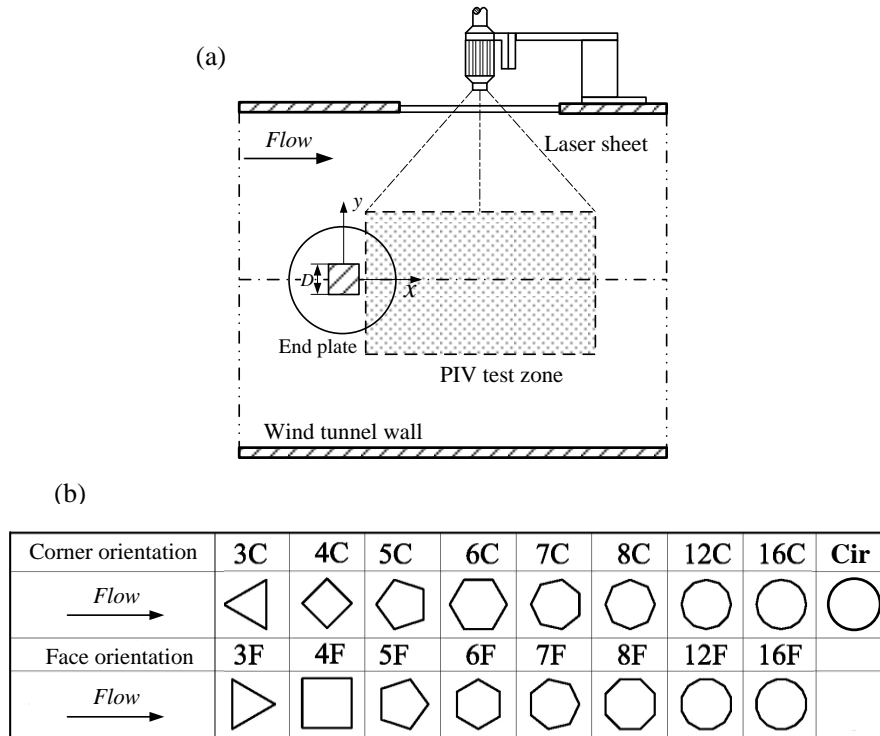 (a)
Flow
Laser sheet
y
D
x
End plate
PIV test zone
Wind tunnel wall
(b)
Corner orientation 3C 4C 5C 6C 7C 8C 12C 16C Cir
Flow
Face orientation 3F 4F 5F 6F 7F 8F 12F 16F
Flow